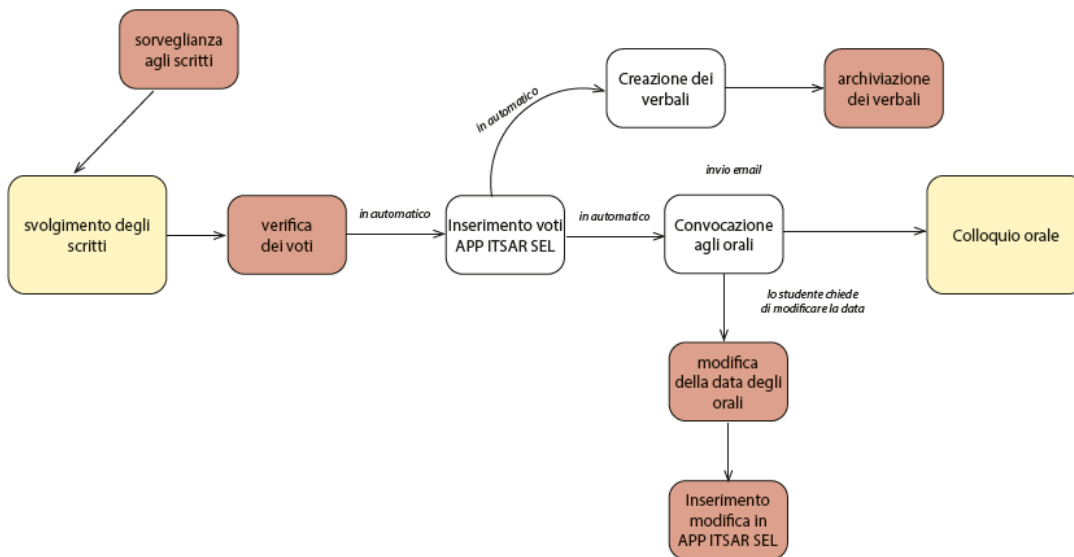 sorveglianza
agli scritti
svolgimento degli
scritti
verifica
dei voti
in automatico
Inserimento voti
APP ITSAR SEL
in automatico
Creazione dei
verbali
archiviazione
dei verbali
in automatico
Convocazione
agli orali
invio email
Colloquio orale
lo studente chiede
di modificare la data
modifica
della data degli
orali
Inserimento
modifica in
APP ITSAR SEL